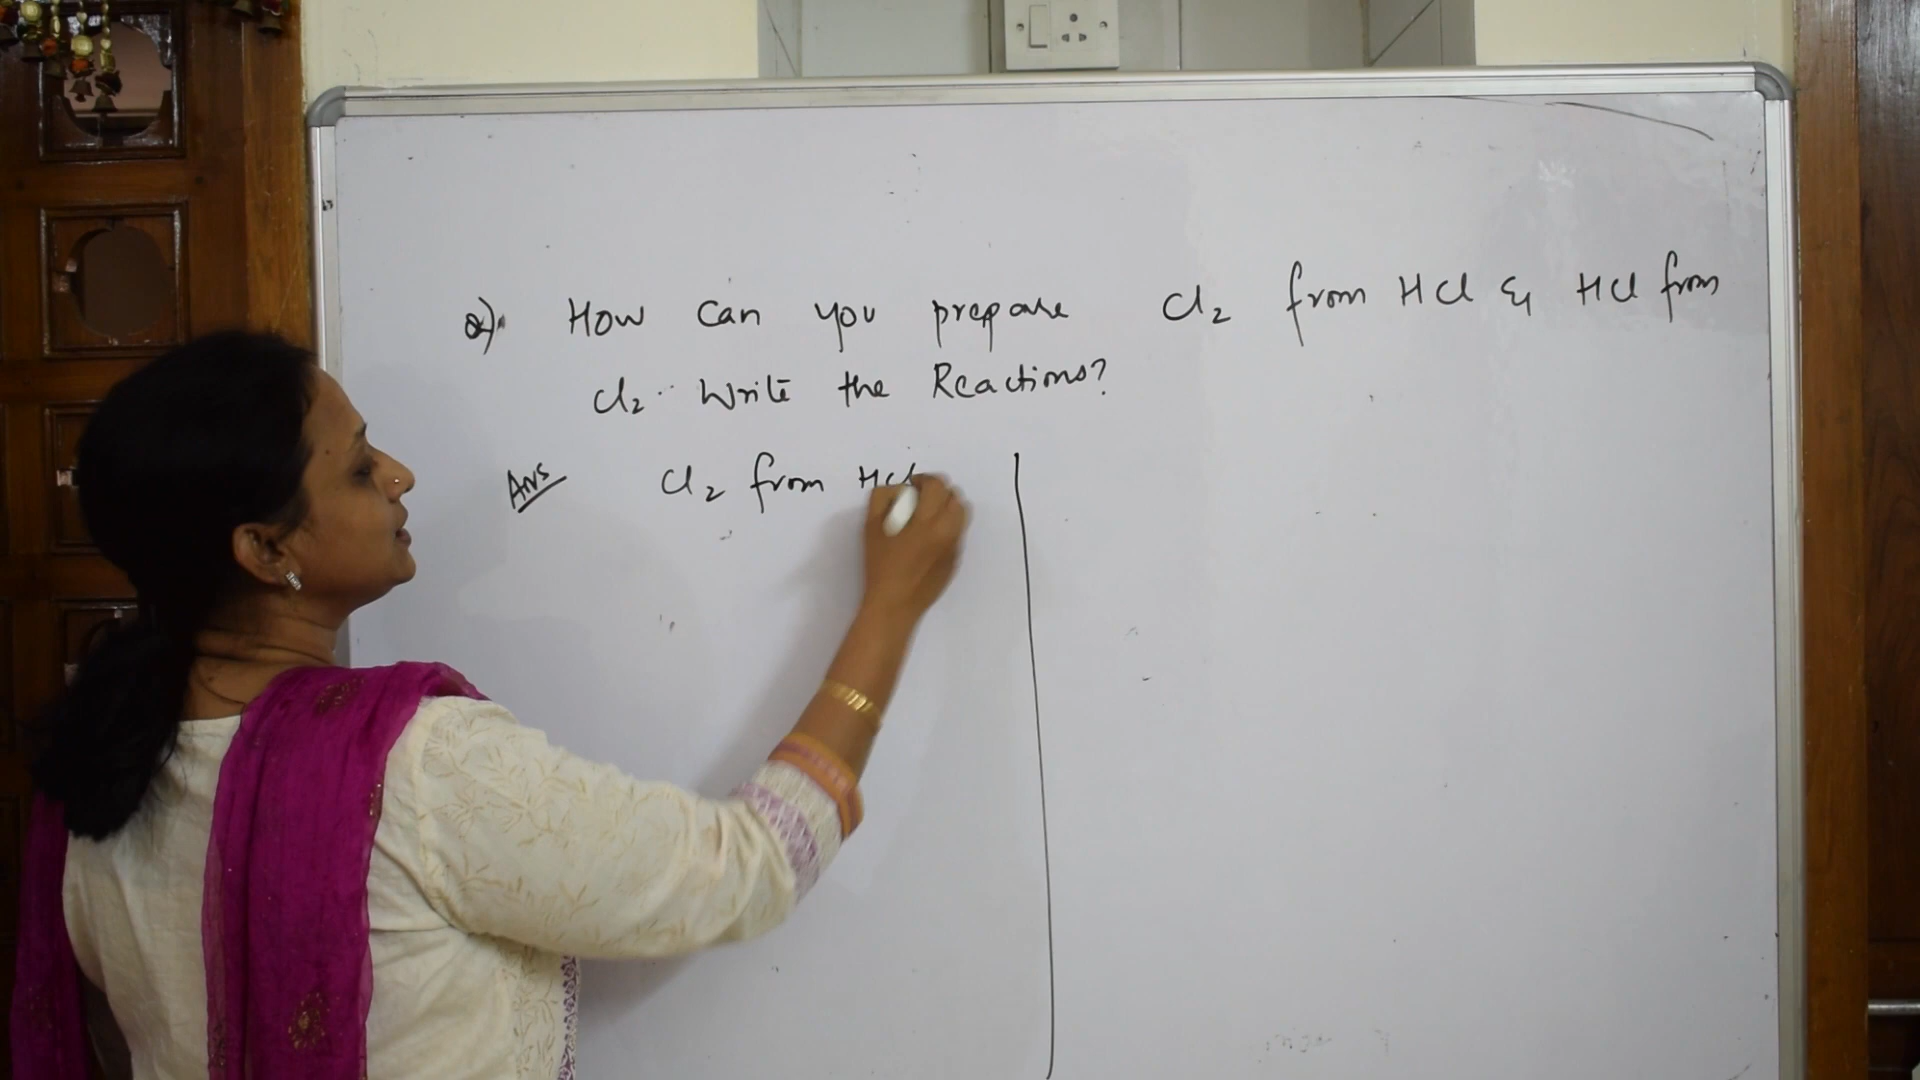 Q). How can you prepare Cl2 from HCl & HCl from
Cl2. Write the Reactions?
Ans Cl2 from HCl